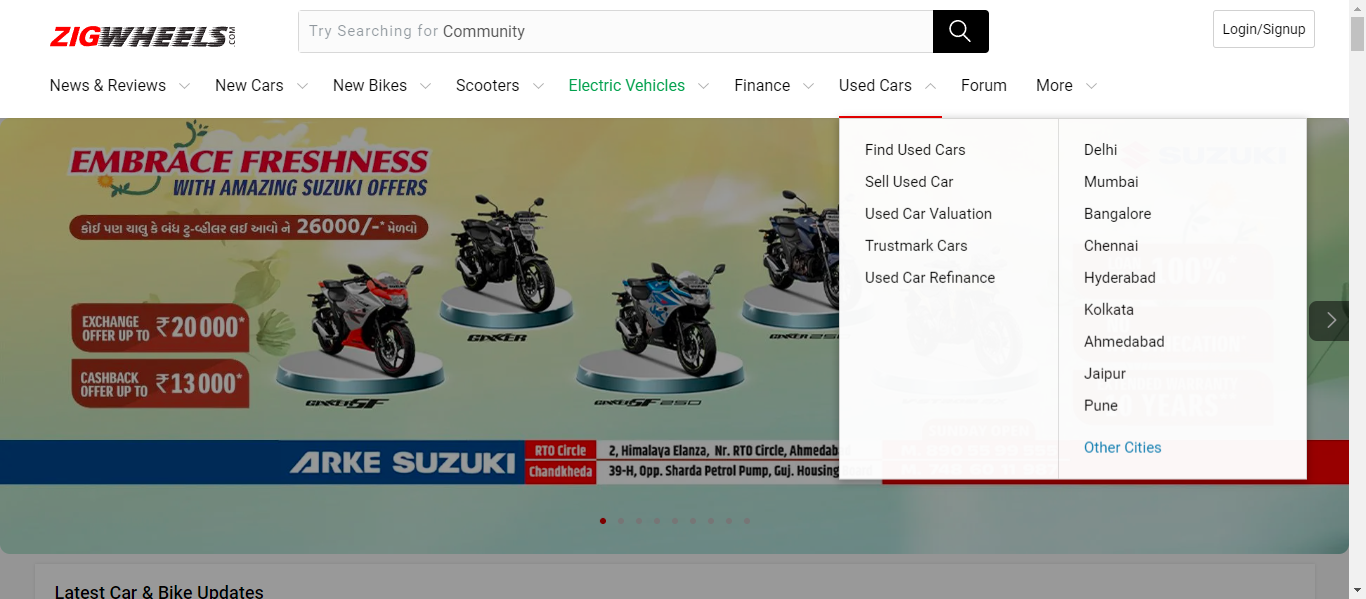 ZIGWHEELS.COM
Try Searching for Community
Login/Signup
News & Reviews
New Cars
New Bikes
Scooters
Electric Vehicles
Finance
Used Cars
Forum
More
EMBRACE FRESHNESS
WITH AMAZING SUZUKI OFFERS
કોઈ પણ ચાલુ કે બંધ ટુ-વ્હીલર લઈ આવો ને 26000/-* મેળવો
EXCHANGE OFFER UP TO ₹20000*
CASHBACK OFFER UP TO ₹13000*
GIXXER
GIXXER SF
GIXXER SF 250
GIXXER 250
Find Used Cars
Sell Used Car
Used Car Valuation
Trustmark Cars
Used Car Refinance
Delhi
Mumbai
Bangalore
Chennai
Hyderabad
Kolkata
Ahmedabad
Jaipur
Pune
Other Cities
SUZUKI
100%*
ARKE SUZUKI
RTO Circle
2, Himalaya Elanza, Nr. RTO Circle, Ahmedabad
Chandkheda
39-H, Opp. Sharda Petrol Pump, Guj. Housing
Latest Car & Bike Updates